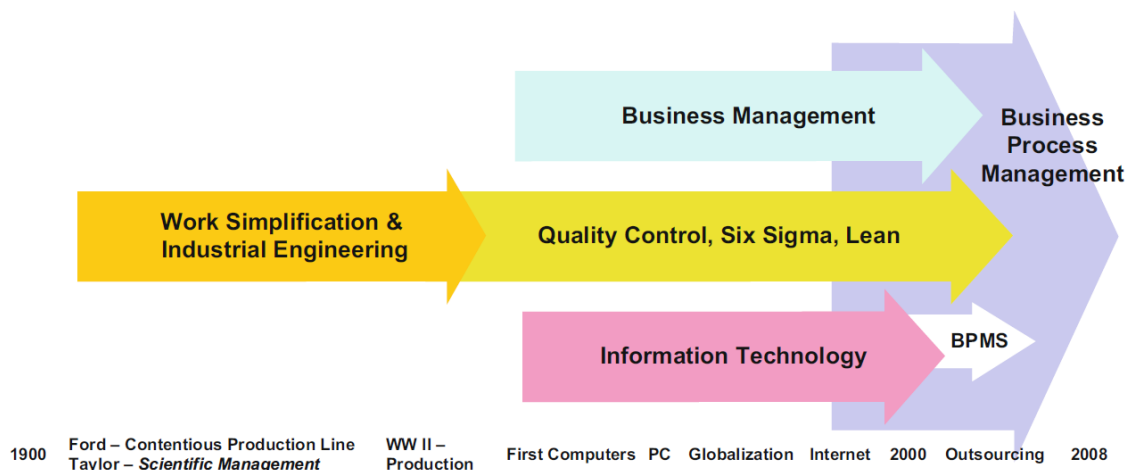 Business Management
Business
Process
Management
Work Simplification &
Industrial Engineering
Quality Control, Six Sigma, Lean
Information Technology
BPMS
1900
Ford – Contentious Production Line
Taylor – Scientific Management
WW II –
Production
First Computers PC Globalization Internet 2000 Outsourcing 2008